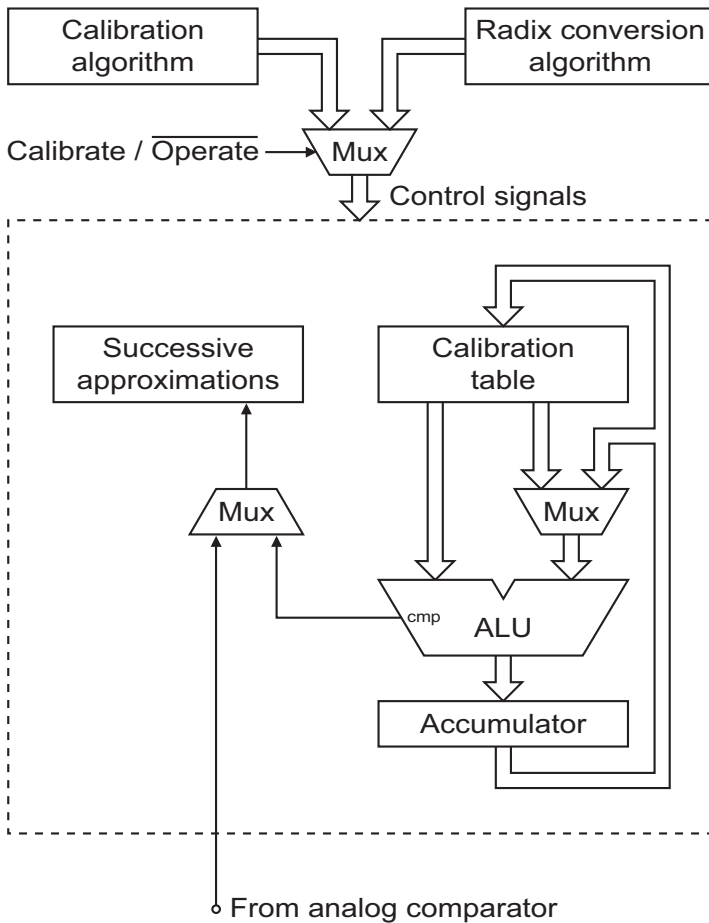 Calibration
algorithm
Radix conversion
algorithm
Calibrate / Operate
Mux
Control signals
Successive
approximations
Calibration
table
Mux
Mux
cmp
ALU
Accumulator
From analog comparator